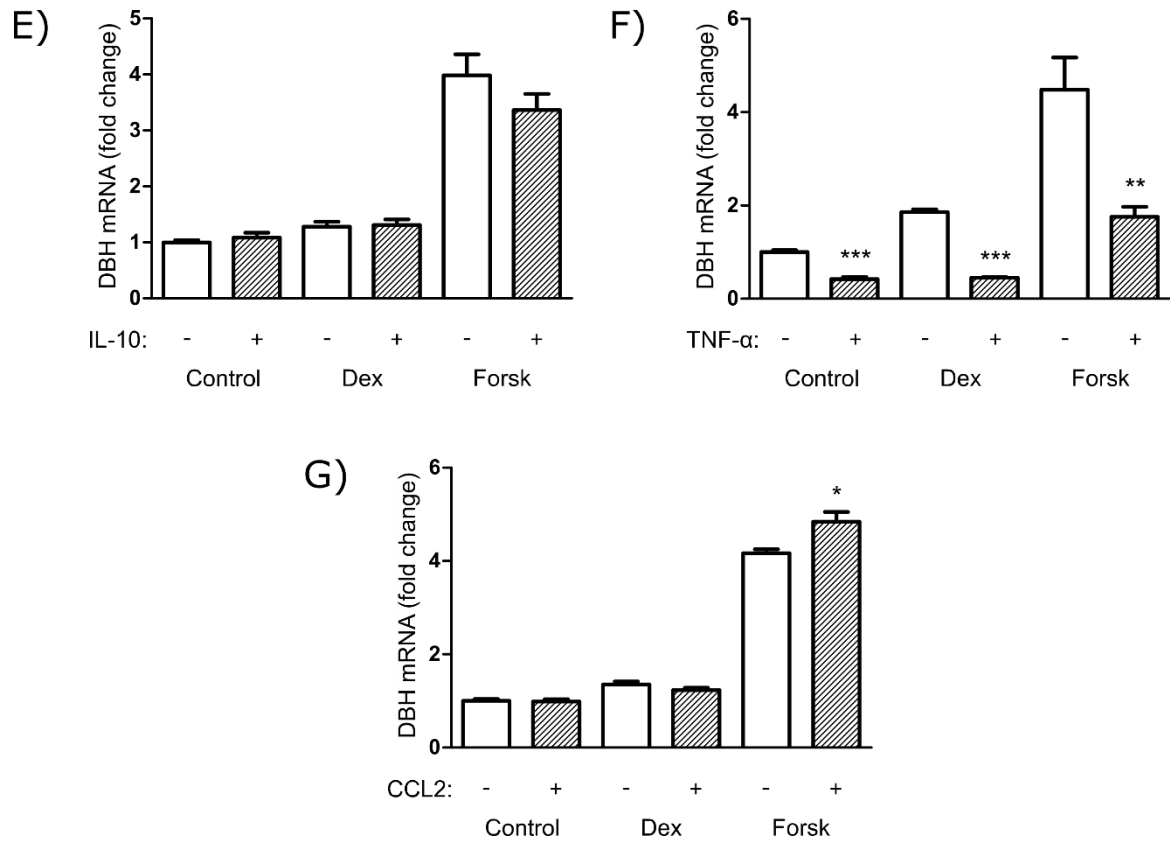 E)
DBH mRNA (fold change)
5
4
3
2
1
0
IL-10: - + - + - +
Control Dex Forsk
F)
DBH mRNA (fold change)
6
4
2
0
*** *** **
TNF-α: - + - + - +
Control Dex Forsk
G)
DBH mRNA (fold change)
6
4
2
0
*
CCL2: - + - + - +
Control Dex Forsk